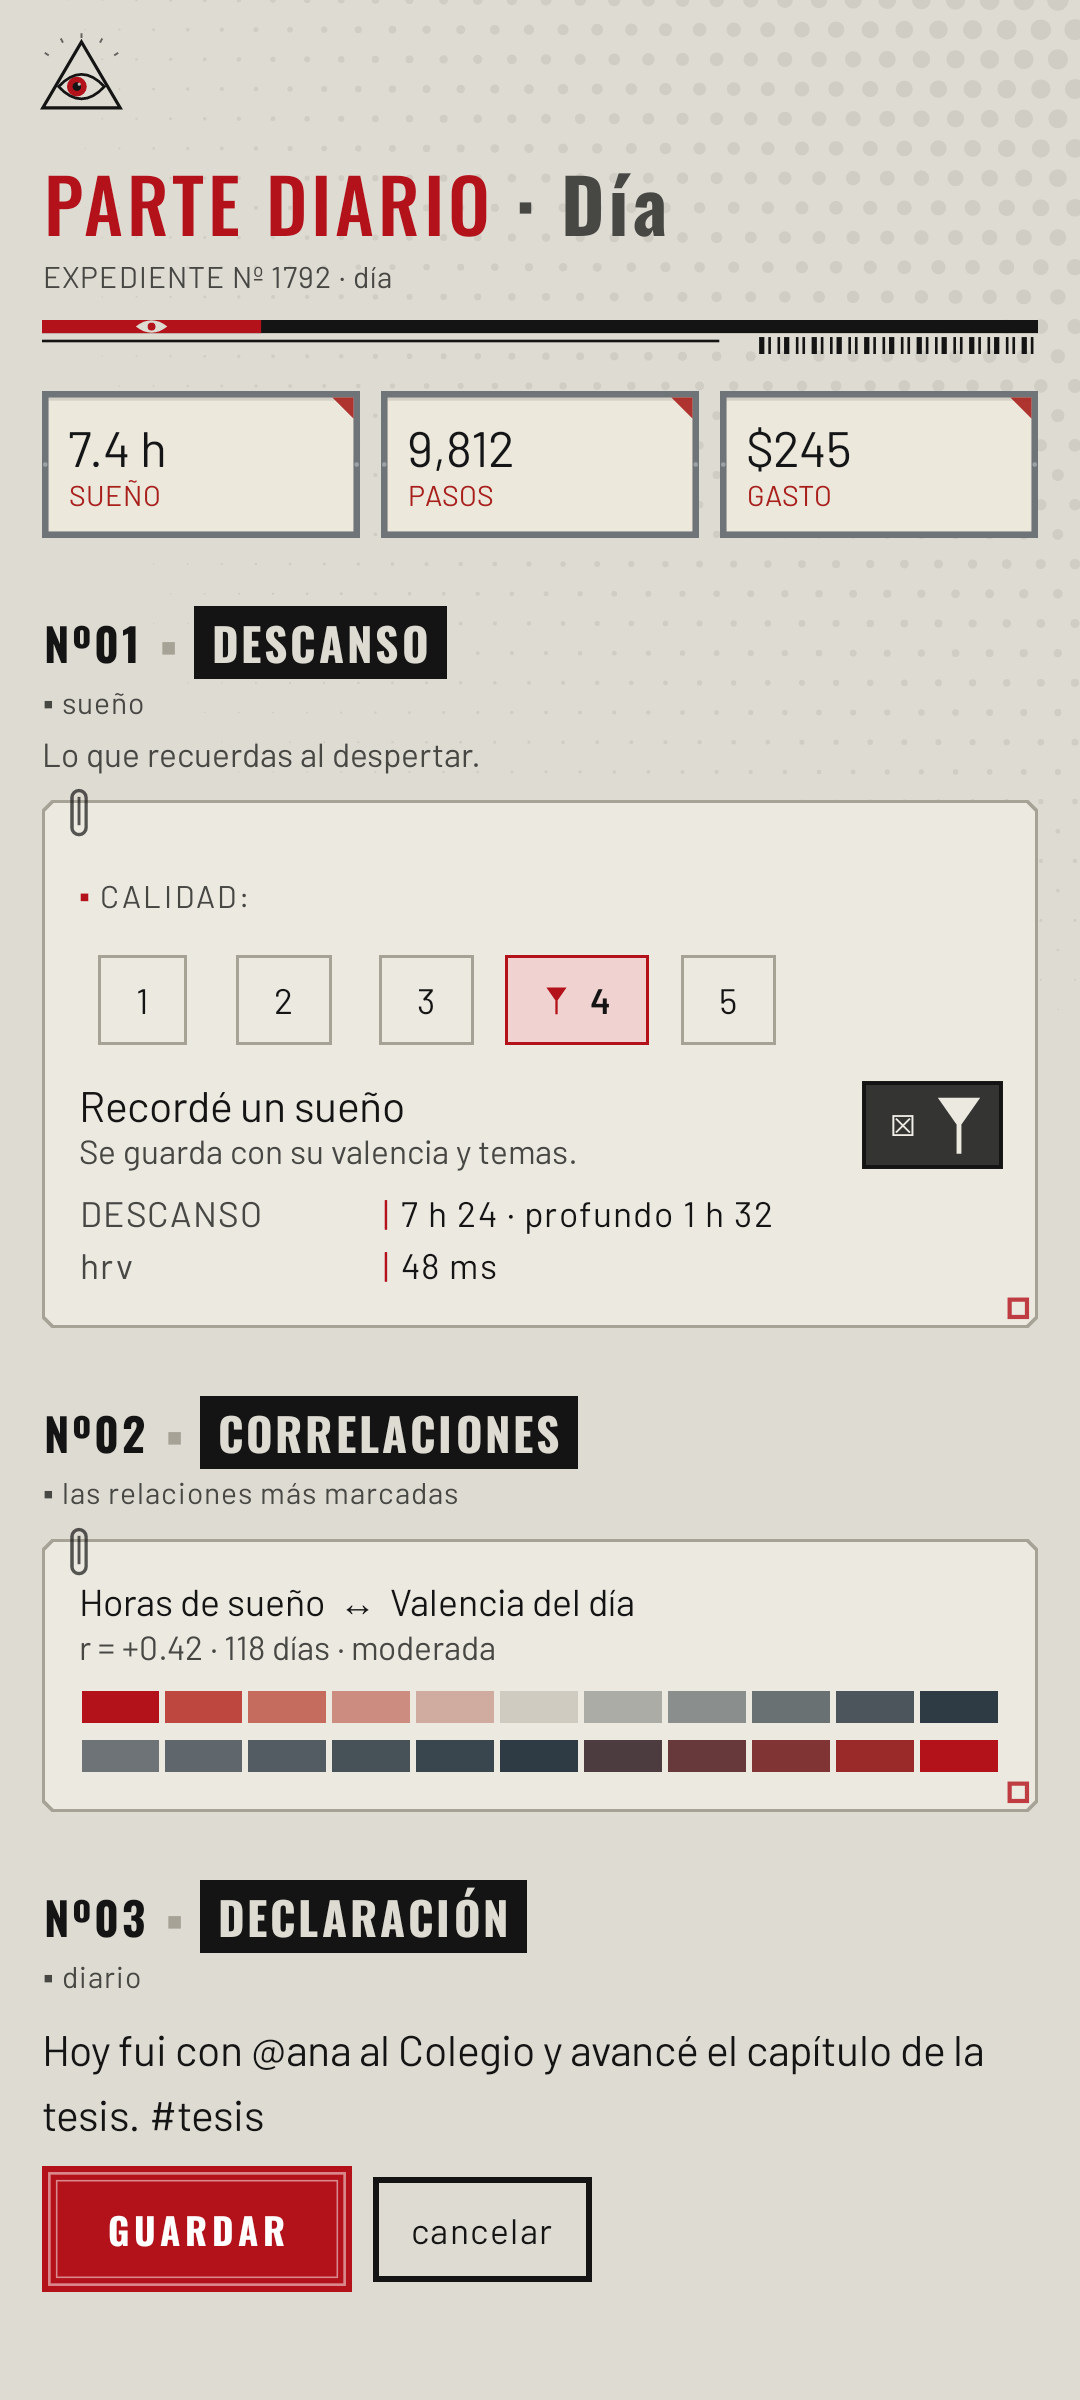 PARTE DIARIO · Día
EXPEDIENTE Nº 1792 · día
7.4 h
SUEÑO
9,812
PASOS
$245
GASTO
Nº01 ▪ DESCANSO
▪ sueño
Lo que recuerdas al despertar.
▪ CALIDAD:
1 2 3 4 5
Recordé un sueño
Se guarda con su valencia y temas.
DESCANSO | 7 h 24 · profundo 1 h 32
hrv | 48 ms
Nº02 ▪ CORRELACIONES
▪ las relaciones más marcadas
Horas de sueño ↔ Valencia del día
r = +0.42 · 118 días · moderada
Nº03 ▪ DECLARACIÓN
▪ diario
Hoy fui con @ana al Colegio y avancé el capítulo de la
tesis. #tesis
GUARDAR
cancelar